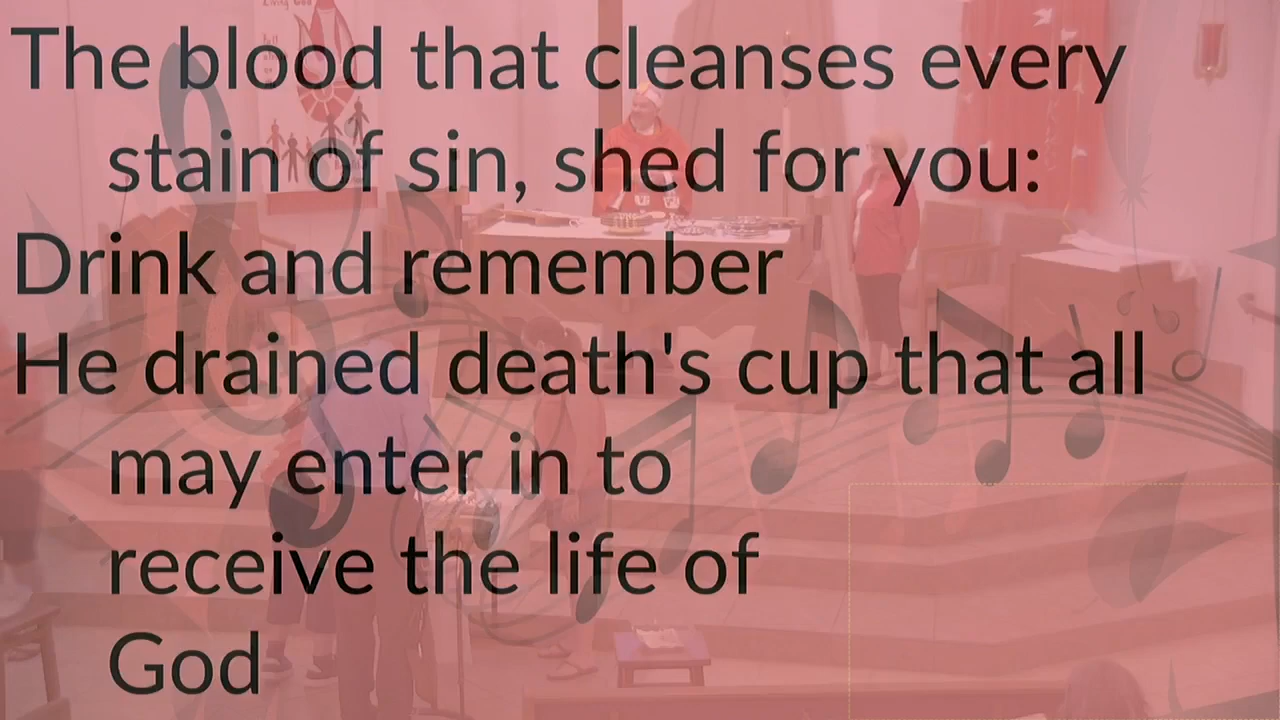 The blood that cleanses every
stain of sin, shed for you:
Drink and remember
He drained death's cup that all
may enter in to
receive the life of
God